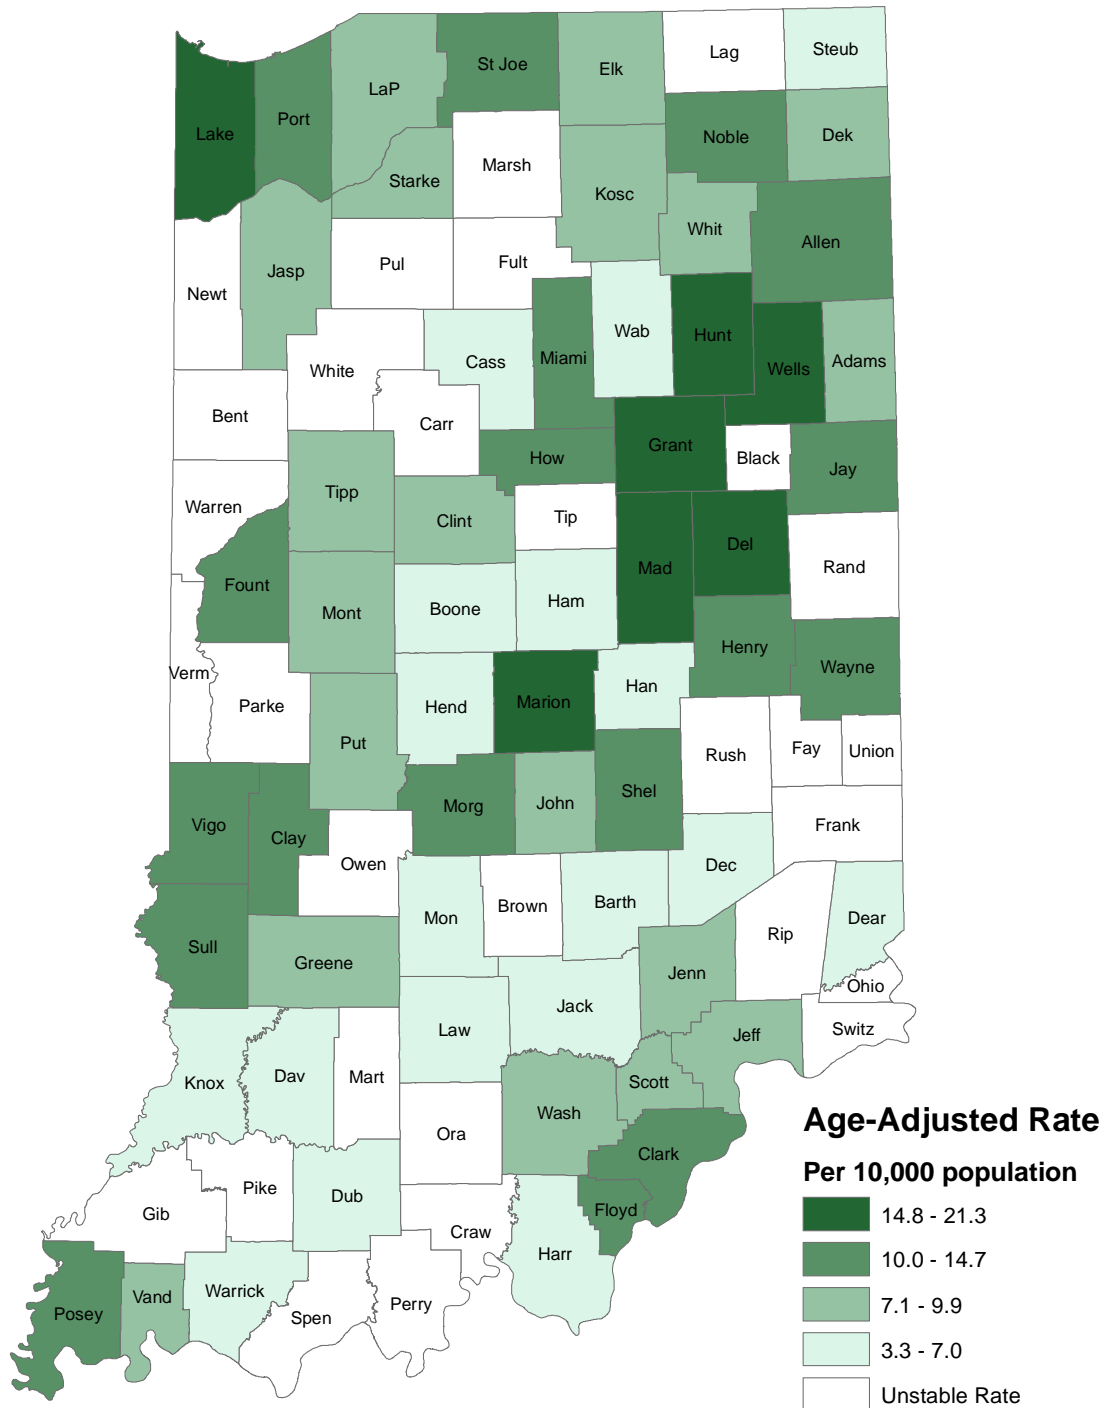 Lag
Steub
St Joe
Elk
LaP
Port
Lake
Noble
Dek
Marsh
Starke
Kosc
Whit
Allen
Pul
Fult
Jasp
Newt
Wab
Hunt
Miami
Cass
Wells
Adams
White
Bent
Carr
Grant
Black
How
Jay
Tipp
Warren
Clint
Tip
Del
Mad
Rand
Fount
Mont
Boone
Ham
Henry
Wayne
Verm
Parke
Hend
Marion
Han
Put
Rush
Fay
Union
Shel
John
Morg
Vigo
Clay
Frank
Owen
Dec
Mon
Brown
Barth
Dear
Rip
Sull
Greene
Jenn
Ohio
Jack
Law
Switz
Jeff
Knox
Dav
Mart
Scott
Wash
Ora
Clark
Pike
Dub
Gib
Floyd
Craw
Harr
Posey
Vand
Warrick
Spen
Perry
Age-Adjusted Rate
Per 10,000 population
14.8 - 21.3
10.0 - 14.7
7.1 - 9.9
3.3 - 7.0
Unstable Rate